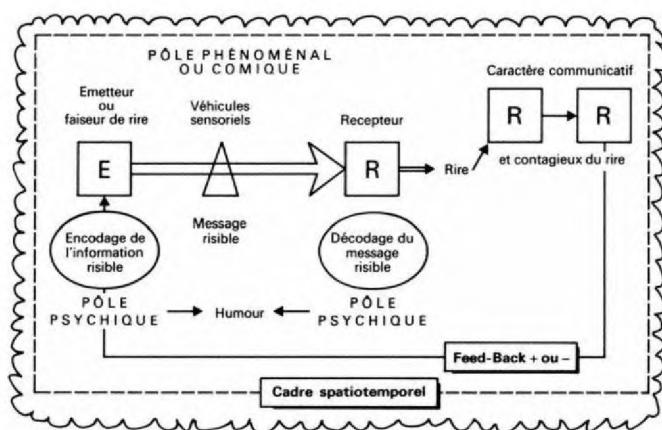 PÔLE PHÉNOMÉNAL
OU COMIQUE
Emetteur
ou
faiseur de rire
Véhicules
sensoriels
Recepteur
Caractère communicatif
R
R
E
R
Rire
et contagieux du rire
Message
risible
Encodage de
l'information
risible
Décodage du
message
risible
PÔLE
PSYCHIQUE
Humour
PÔLE
PSYCHIQUE
Feed-Back + ou –
Cadre spatiotemporel